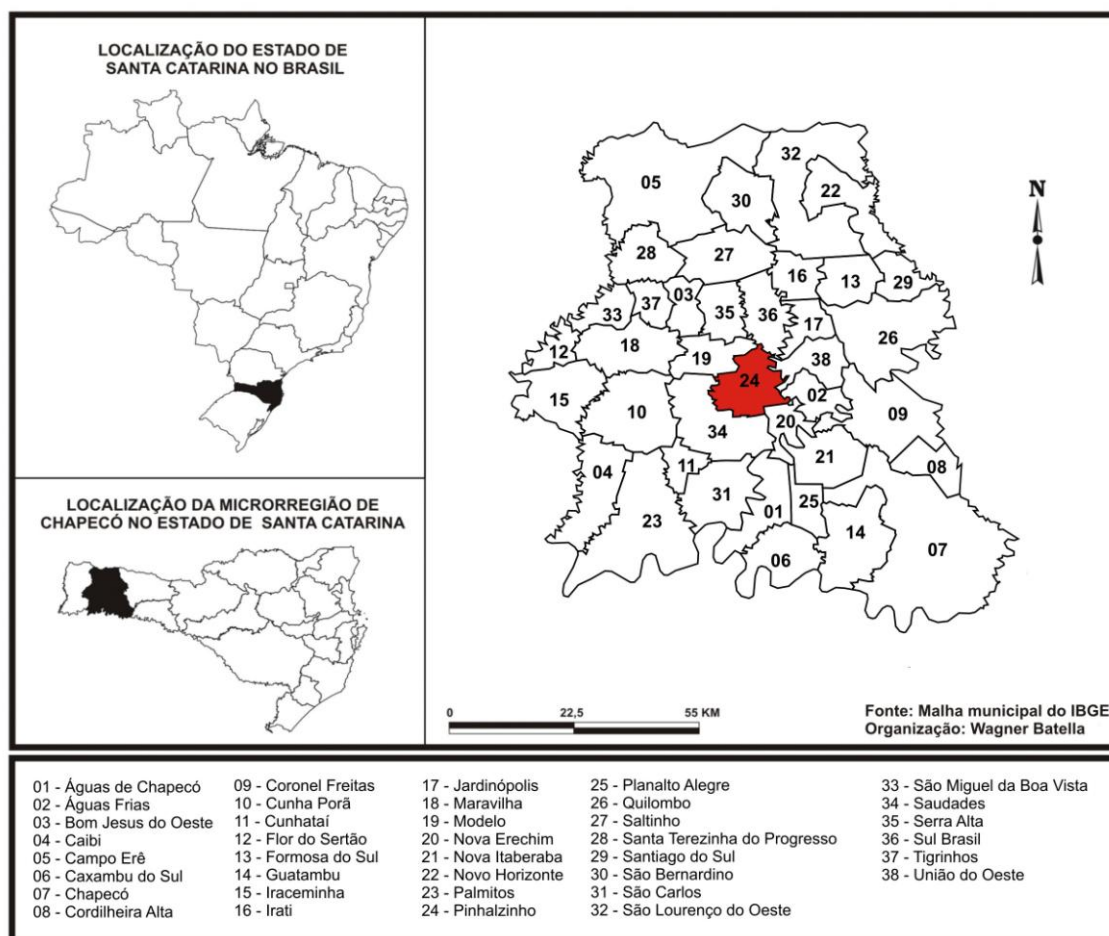 LOCALIZAÇÃO DO ESTADO DE
SANTA CATARINA NO BRASIL
LOCALIZAÇÃO DA MICRORREGIÃO DE
CHAPECÓ NO ESTADO DE SANTA CATARINA
32
05
30
22
N
28
27
16
13
29
03
37
35
33
36
17
26
12
18
19
38
24
15
02
10
09
20
34
21
04
11
08
31
25
01
23
14
07
06
0
22,5
55 KM
Fonte: Malha municipal do IBGE
Organização: Wagner Batella
01 - Águas de Chapecó
02 - Águas Frias
03 - Bom Jesus do Oeste
04 - Caibi
05 - Campo Erê
06 - Caxambu do Sul
07 - Chapecó
08 - Cordilheira Alta
09 - Coronel Freitas
10 - Cunha Porã
11 - Cunhataí
12 - Flor do Sertão
13 - Formosa do Sul
14 - Guatambu
15 - Iraceminha
16 - Irati
17 - Jardinópolis
18 - Maravilha
19 - Modelo
20 - Nova Erechim
21 - Nova Itaberaba
22 - Novo Horizonte
23 - Palmitos
24 - Pinhalzinho
25 - Planalto Alegre
26 - Quilombo
27 - Saltinho
28 - Santa Terezinha do Progresso
29 - Santiago do Sul
30 - São Bernardino
31 - São Carlos
32 - São Lourenço do Oeste
33 - São Miguel da Boa Vista
34 - Saudades
35 - Serra Alta
36 - Sul Brasil
37 - Tigrinhos
38 - União do Oeste